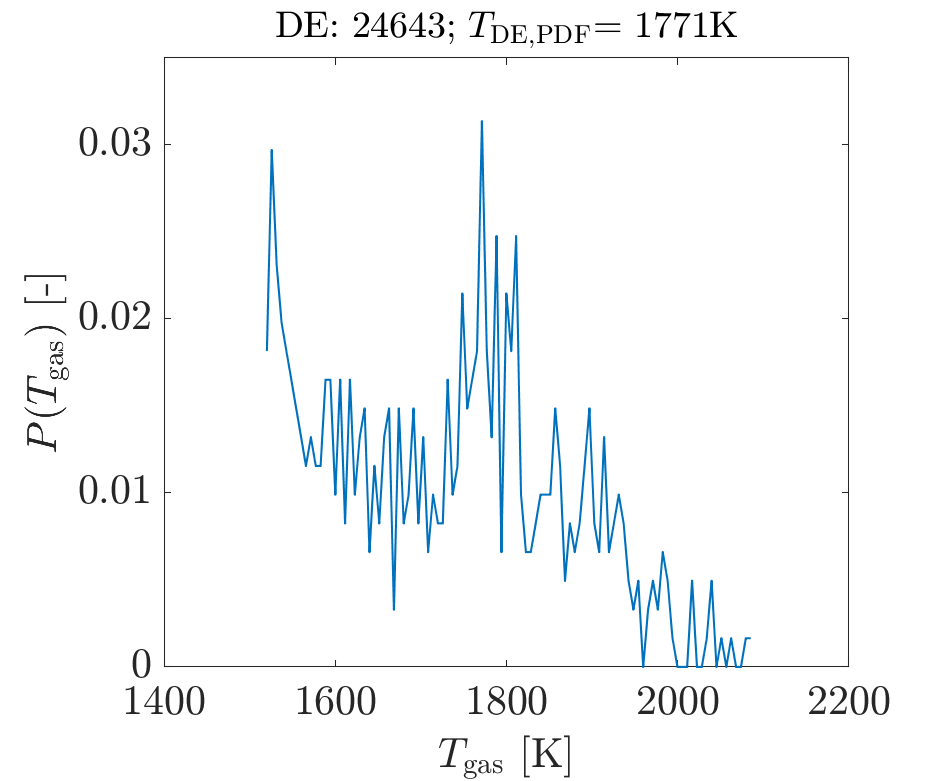 DE: 24643; T_DE,PDF= 1771K
0.03
0.02
0.01
0
P(T_gas) [-]
1400 1600 1800 2000 2200
T_gas [K]